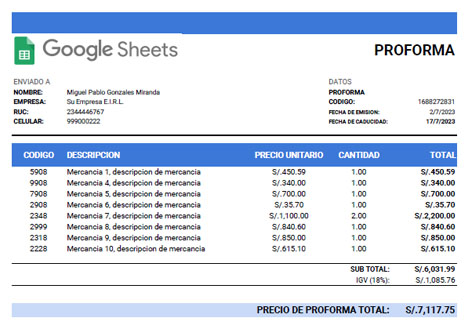 Google Sheets
PROFORMA
ENVIADO A
DATOS
NOMBRE: Miguel Pablo Gonzales Miranda
PROFORMA
EMPRESA: Su Empresa E.I.R.L.
CODIGO: 1688272831
RUC: 2344446767
FECHA DE EMISION: 2/7/2023
CELULAR: 999000222
FECHA DE CADUCIDAD: 17/7/2023
CODIGO DESCRIPCION PRECIO UNITARIO CANTIDAD TOTAL
5908 Mercancia 1, descripcion de mercancia S/.450.59 1.00 S/.450.59
9908 Mercancia 4, descripcion de mercancia S/.340.00 1.00 S/.340.00
7908 Mercancia 5, descripcion de mercancia S/.700.00 1.00 S/.700.00
2908 Mercancia 6, descripcion de mercancia S/.35.70 1.00 S/.35.70
2348 Mercancia 7, descripcion de mercancia S/.1,100.00 2.00 S/.2,200.00
2999 Mercancia 8, descripcion de mercancia S/.840.60 1.00 S/.840.60
2318 Mercancia 9, descripcion de mercancia S/.850.00 1.00 S/.850.00
2228 Mercancia 10, descripcion de mercancia S/.615.10 1.00 S/.615.10
SUB TOTAL: S/.6,031.99
IGV (18%): S/.1,085.76
PRECIO DE PROFORMA TOTAL: S/.7,117.75